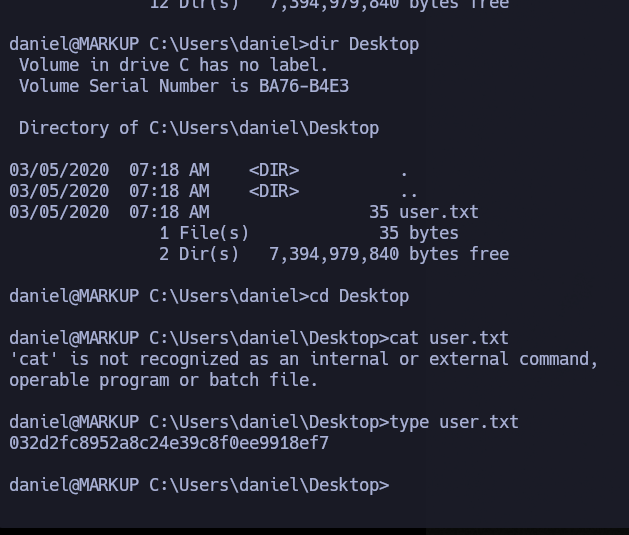 12 Dir(s)   7,394,979,840 bytes free
daniel@MARKUP C:\Users\daniel>dir Desktop
 Volume in drive C has no label.
 Volume Serial Number is BA76-B4E3
 Directory of C:\Users\daniel\Desktop
03/05/2020  07:18 AM    <DIR>          .
03/05/2020  07:18 AM    <DIR>          ..
03/05/2020  07:18 AM                35 user.txt
               1 File(s)             35 bytes
               2 Dir(s)   7,394,979,840 bytes free
daniel@MARKUP C:\Users\daniel>cd Desktop
daniel@MARKUP C:\Users\daniel\Desktop>cat user.txt
'cat' is not recognized as an internal or external command,
operable program or batch file.
daniel@MARKUP C:\Users\daniel\Desktop>type user.txt
032d2fc8952a8c24e39c8f0ee9918ef7
daniel@MARKUP C:\Users\daniel\Desktop>